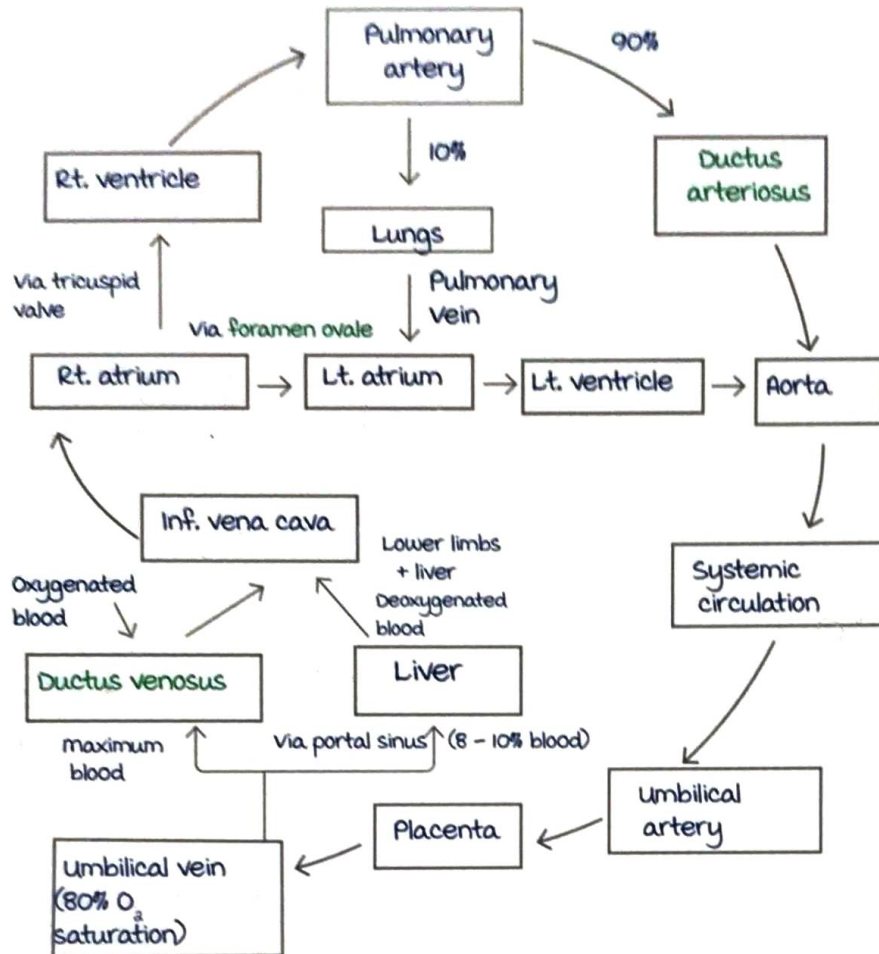 Pulmonary
artery
90%
10%
Rt. ventricle
Ductus
arteriosus
Lungs
Via tricuspid
valve
Pulmonary
Vein
Via foramen ovale
Rt. atrium
Lt. atrium
Lt. ventricle
Aorta
Inf. vena cava
Lower limbs
+ liver
Deoxygenated
blood
Oxygenated
blood
Systemic
circulation
Ductus venosus
Liver
maximum
blood
Via portal sinus (8 - 10% blood)
Umbilical
artery
Placenta
Umbilical vein
(80% O₂
saturation)